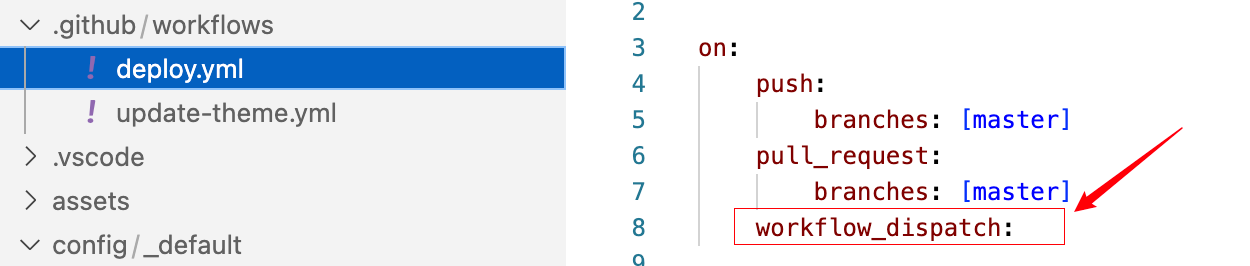 .github/workflows
! deploy.yml
! update-theme.yml
.vscode
assets
config/_default
2
3 on:
4 push:
5 branches: [master]
6 pull_request:
7 branches: [master]
8 workflow_dispatch:
9